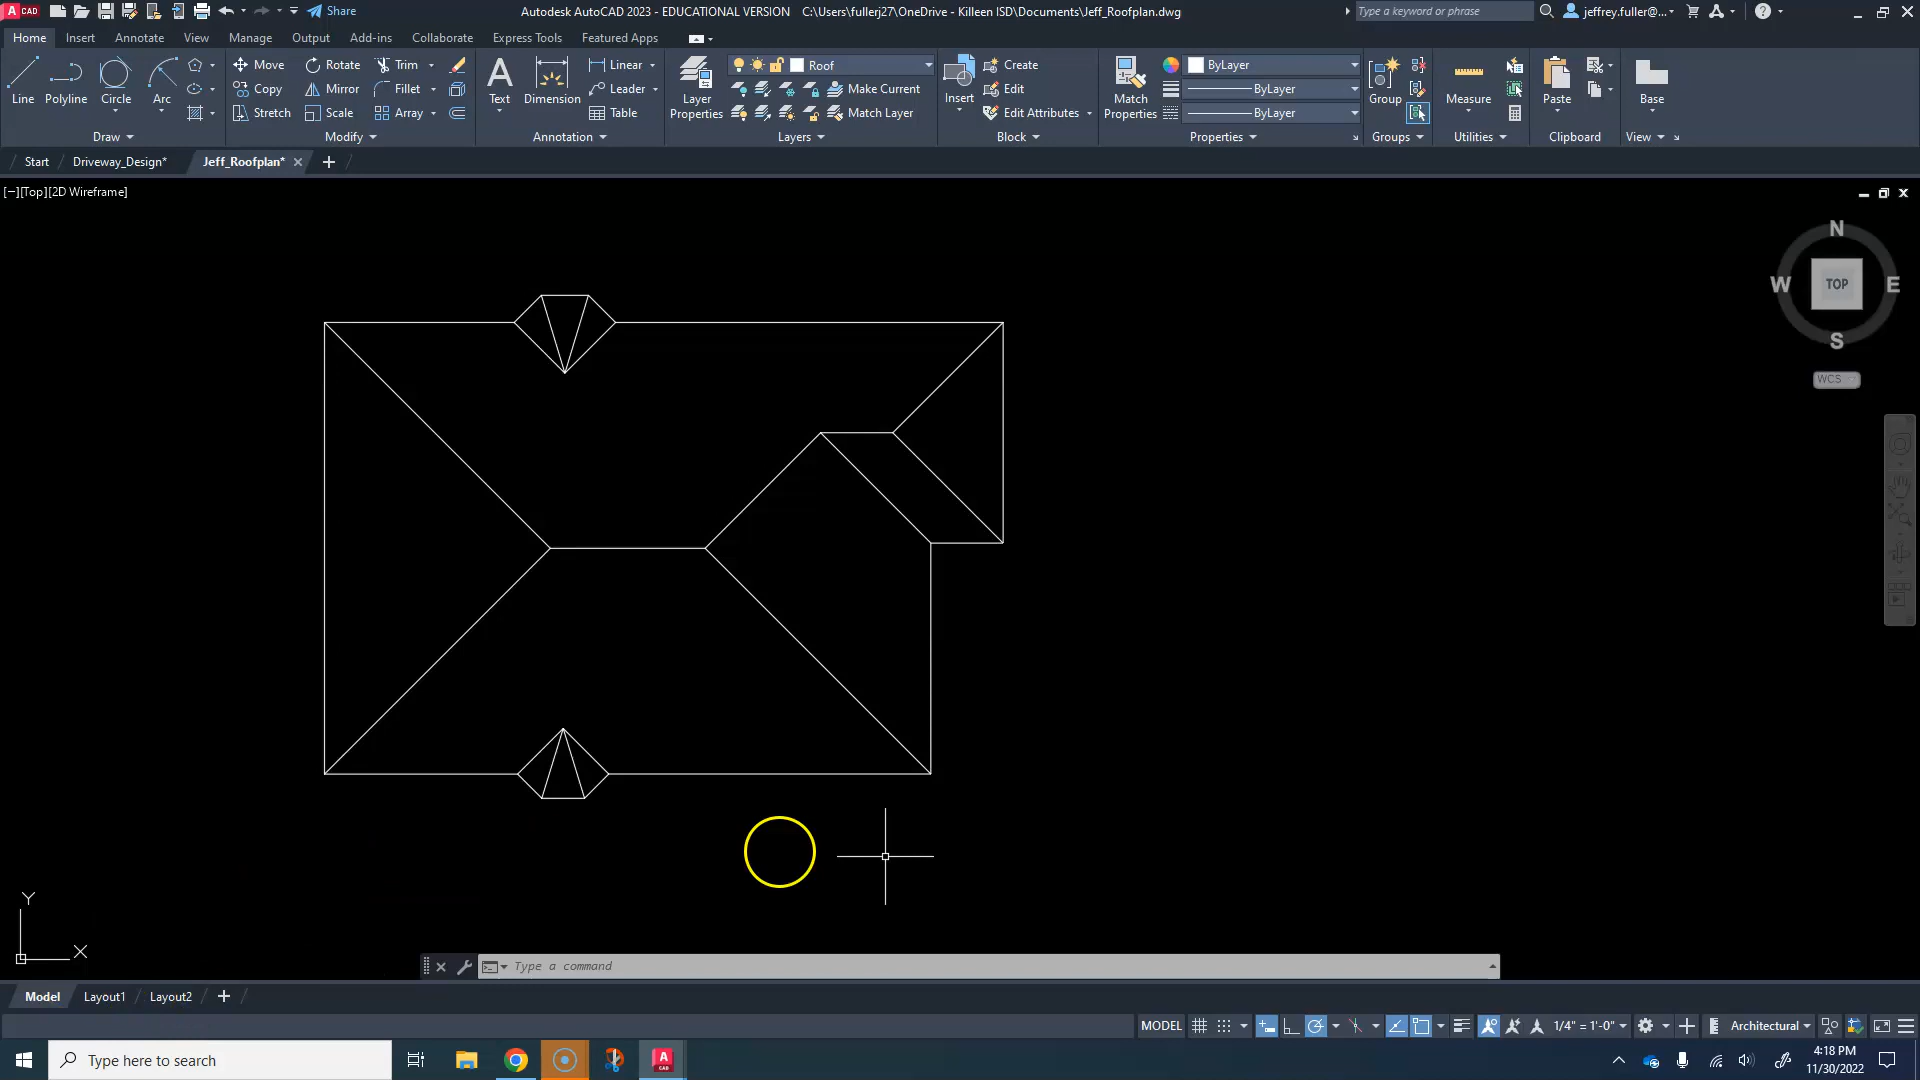 A CAD Share Autodesk AutoCAD 2023 - EDUCATIONAL VERSION C:\Users\fullerj27\OneDrive - Killeen ISD\Documents\Jeff_Roofplan.dwg Type a keyword or phrase jeffrey.fuller@...
Home Insert Annotate View Manage Output Add-ins Collaborate Express Tools Featured Apps
Move Rotate Trim Linear Roof Create ByLayer
Copy Mirror Fillet Leader Make Current Edit ByLayer
Line Polyline Circle Arc Text Dimension Layer Properties Insert Match Properties Group Measure Paste Base
Stretch Scale Array Table Match Layer Edit Attributes ByLayer
Draw Modify Annotation Layers Block Properties Groups Utilities Clipboard View
Start Driveway_Design* Jeff_Roofplan*
[−][Top][2D Wireframe]
N
W TOP E
S
WCS
Y
X
Type a command
Model Layout1 Layout2
MODEL 1/4" = 1'-0" Architectural
Type here to search
A CAD
4:18 PM
11/30/2022